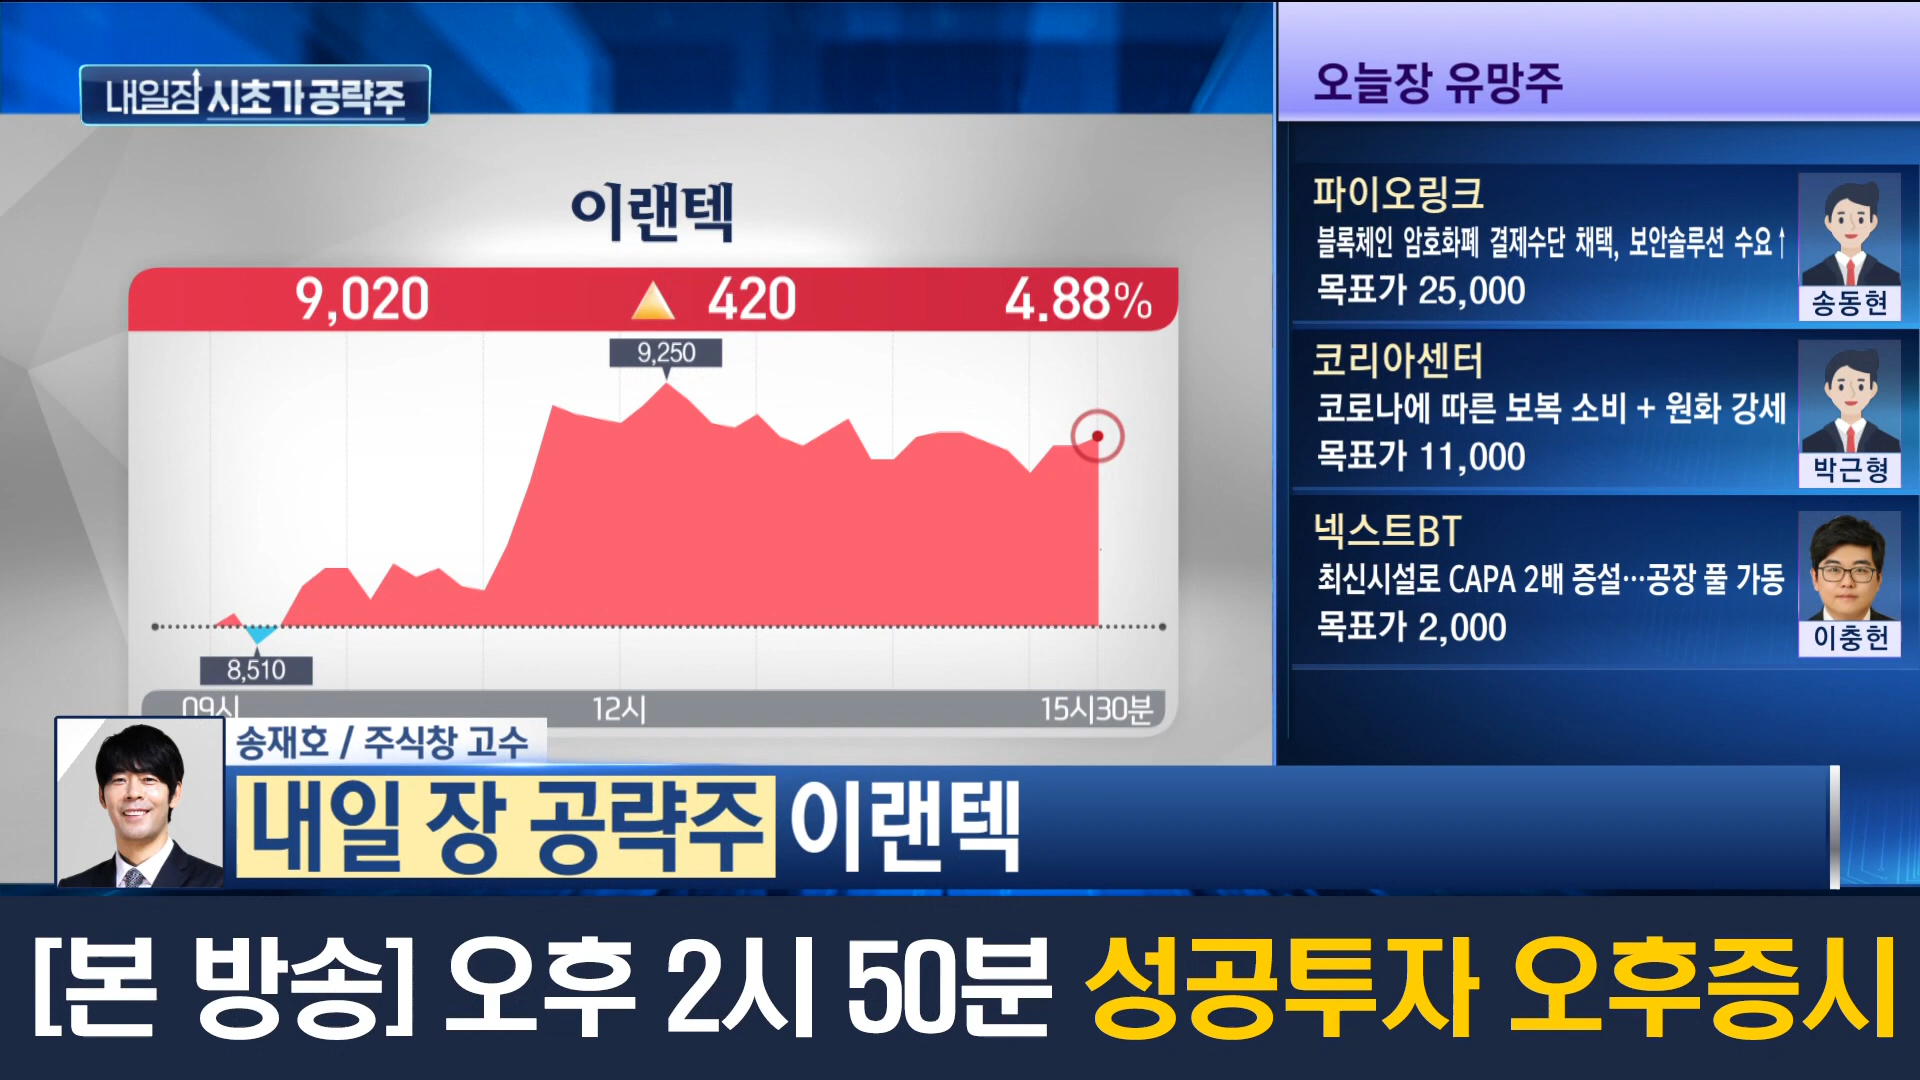 내일장 시초가 공략주
이랜텍
9,020 ▲ 420 4.88%
9,250
8,510
09시 12시 15시30분
송재호 / 주식창 고수
내일 장 공략주 이랜텍
오늘장 유망주
파이오링크
블록체인 암호화폐 결제수단 채택, 보안솔루션 수요↑
목표가 25,000
송동현
코리아센터
코로나에 따른 보복 소비 + 원화 강세
목표가 11,000
박근형
넥스트BT
최신시설로 CAPA 2배 증설…공장 풀 가동
목표가 2,000
이충헌
[본 방송] 오후 2시 50분 성공투자 오후증시